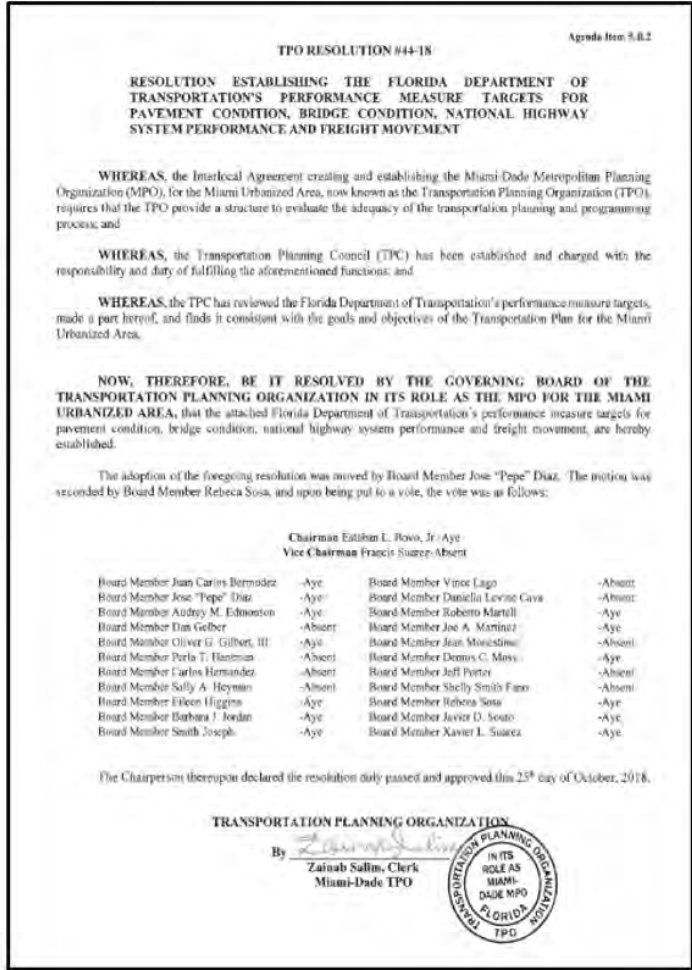 Agenda Item 5.B.2
TPO RESOLUTION #44-18
RESOLUTION ESTABLISHING THE FLORIDA DEPARTMENT OF
TRANSPORTATION'S PERFORMANCE MEASURE TARGETS FOR
PAVEMENT CONDITION, BRIDGE CONDITION, NATIONAL HIGHWAY
SYSTEM PERFORMANCE AND FREIGHT MOVEMENT
WHEREAS, the Interlocal Agreement creating and establishing the Miami-Dade Metropolitan Planning
Organization (MPO), for the Miami Urbanized Area, now known as the Transportation Planning Organization (TPO),
requires that the TPO provide a structure to evaluate the adequacy of the transportation planning and programming
process; and
WHEREAS, the Transportation Planning Council (TPC) has been established and charged with the
responsibility and duty of fulfilling the aforementioned functions; and
WHEREAS, the TPC has reviewed the Florida Department of Transportation's performance measure targets,
made a part hereof, and finds it consistent with the goals and objectives of the Transportation Plan for the Miami
Urbanized Area,
NOW, THEREFORE, BE IT RESOLVED BY THE GOVERNING BOARD OF THE
TRANSPORTATION PLANNING ORGANIZATION IN ITS ROLE AS THE MPO FOR THE MIAMI
URBANIZED AREA, that the attached Florida Department of Transportation's performance measure targets for
pavement condition, bridge condition, national highway system performance and freight movement, are hereby
established.
The adoption of the foregoing resolution was moved by Board Member Jose "Pepe" Diaz. The motion was
seconded by Board Member Rebeca Sosa, and upon being put to a vote, the vote was as follows:
Chairman Esteban L. Bovo, Jr.-Aye
Vice Chairman Francis Suarez-Absent
Board Member Juan Carlos Bermudez -Aye Board Member Vince Lago -Absent
Board Member Jose "Pepe" Diaz -Aye Board Member Daniella Levine Cava -Absent
Board Member Audrey M. Edmonson -Aye Board Member Roberto Martell -Aye
Board Member Dan Gelber -Absent Board Member Joe A. Martinez -Aye
Board Member Oliver G. Gilbert, III -Aye Board Member Jean Monestime -Absent
Board Member Perla T. Hantman -Absent Board Member Dennis C. Moss -Aye
Board Member Carlos Hernandez -Absent Board Member Jeff Porter -Absent
Board Member Sally A. Heyman -Absent Board Member Shelly Smith Fano -Absent
Board Member Eileen Higgins -Aye Board Member Rebeca Sosa -Aye
Board Member Barbara J. Jordan -Aye Board Member Javier D. Souto -Aye
Board Member Smith Joseph -Aye Board Member Xavier L. Suarez -Aye
The Chairperson thereupon declared the resolution duly passed and approved this 25th day of October, 2018.
TRANSPORTATION PLANNING ORGANIZATION
By Zainab Salim
Zainab Salim, Clerk
Miami-Dade TPO
TRANSPORTATION PLANNING ORGANIZATION
IN ITS
ROLE AS
MIAMI-
DADE MPO
FLORIDA
TPO